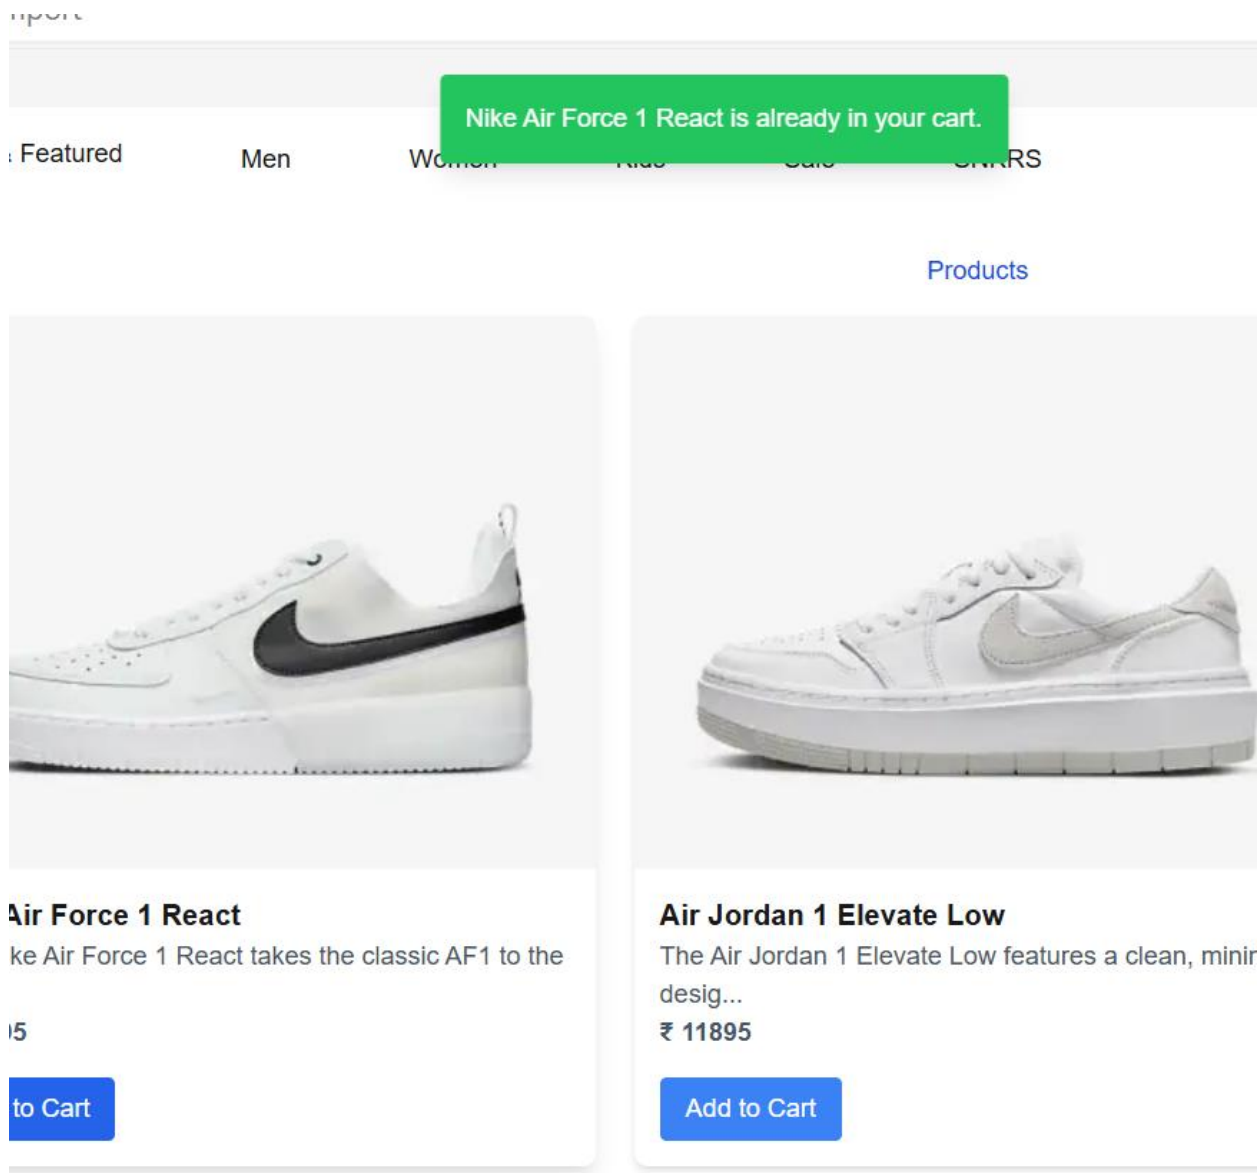 Nike Air Force 1 React is already in your cart.
Featured
Men
SNKRS
Products
Air Force 1 React
Air Force 1 React takes the classic AF1 to the
Air Jordan 1 Elevate Low
The Air Jordan 1 Elevate Low features a clean,
desig...
₹ 11895
to Cart
Add to Cart